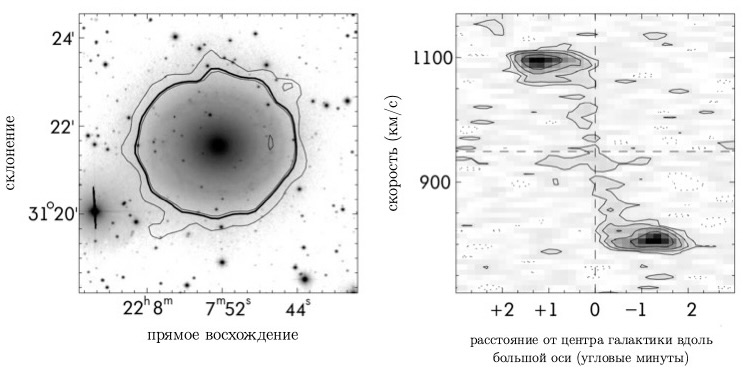 24'
22'
31°20'
склонение
22ʰ 8ᵐ 7ᵐ52ˢ 44ˢ
прямое восхождение
1100
900
скорость (км/с)
+2 +1 0 −1 2
расстояние от центра галактики вдоль
большой оси (угловые минуты)